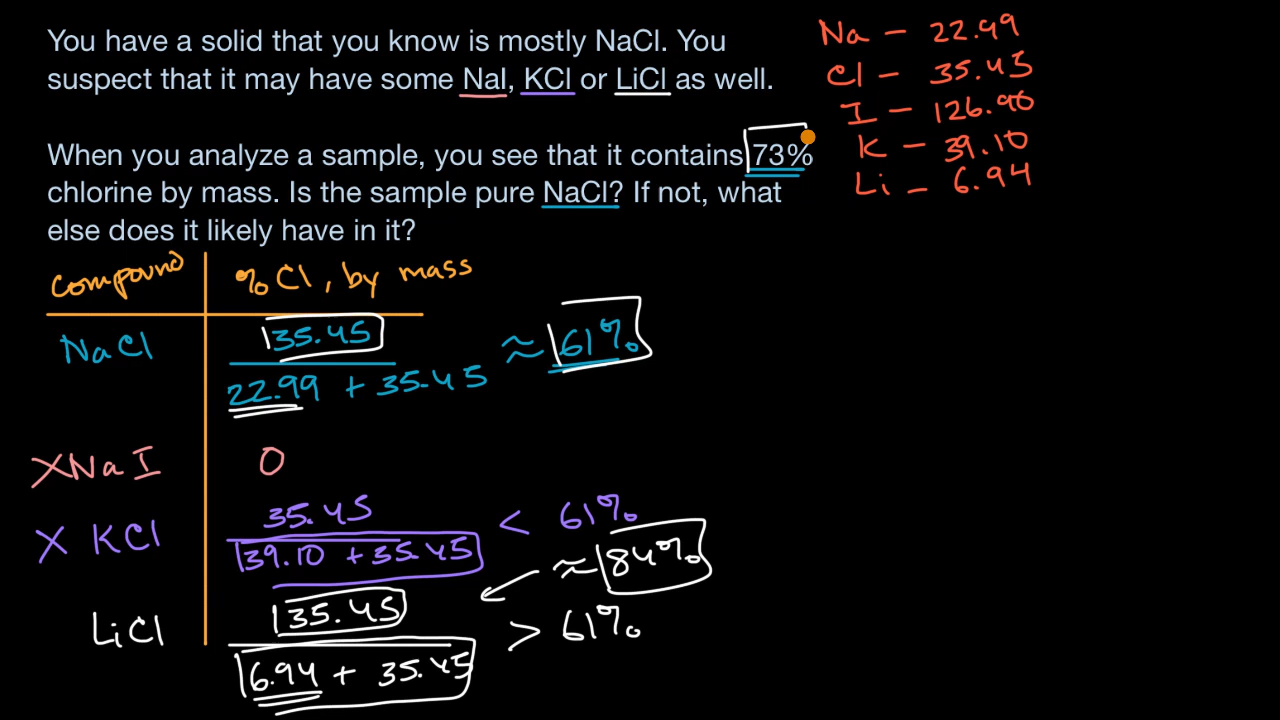 You have a solid that you know is mostly NaCl. You
suspect that it may have some NaI, KCl or LiCl as well.
When you analyze a sample, you see that it contains 73%
chlorine by mass. Is the sample pure NaCl? If not, what
else does it likely have in it?
Na - 22.99
Cl - 35.45
I - 126.90
K - 39.10
Li - 6.94
Compound
%Cl, by mass
NaCl
35.45
22.99 + 35.45
≈ 61%
X NaI
0
X KCl
35.45
39.10 + 35.45
< 61%
≈ 84%
LiCl
35.45
6.94 + 35.45
> 61%